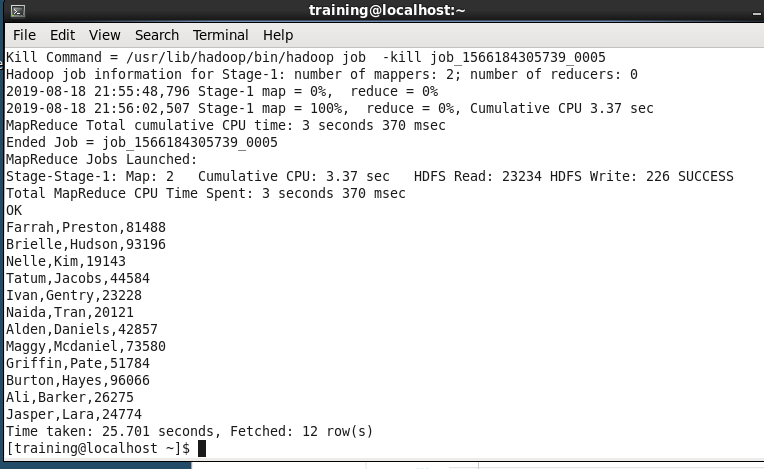 training@localhost:~
File Edit View Search Terminal Help
Kill Command = /usr/lib/hadoop/bin/hadoop job  -kill job_1566184305739_0005
Hadoop job information for Stage-1: number of mappers: 2; number of reducers: 0
2019-08-18 21:55:48,796 Stage-1 map = 0%,  reduce = 0%
2019-08-18 21:56:02,507 Stage-1 map = 100%,  reduce = 0%, Cumulative CPU 3.37 sec
MapReduce Total cumulative CPU time: 3 seconds 370 msec
Ended Job = job_1566184305739_0005
MapReduce Jobs Launched:
Stage-Stage-1: Map: 2   Cumulative CPU: 3.37 sec   HDFS Read: 23234 HDFS Write: 226 SUCCESS
Total MapReduce CPU Time Spent: 3 seconds 370 msec
OK
Farrah,Preston,81488
Brielle,Hudson,93196
Nelle,Kim,19143
Tatum,Jacobs,44584
Ivan,Gentry,23228
Naida,Tran,20121
Alden,Daniels,42857
Maggy,Mcdaniel,73580
Griffin,Pate,51784
Burton,Hayes,96066
Ali,Barker,26275
Jasper,Lara,24774
Time taken: 25.701 seconds, Fetched: 12 row(s)
[training@localhost ~]$